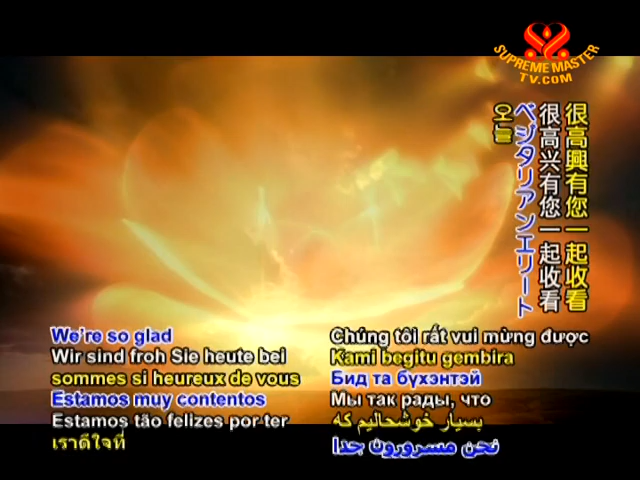 SUPREME MASTER
TV.COM
很高興有您一起收看
很高兴有您一起收看
ベジタリアンエリート
오늘
We're so glad
Wir sind froh Sie heute bei
sommes si heureux de vous
Estamos muy contentos
Estamos tão felizes por ter
เราดีใจที่
Chúng tôi rất vui mừng được
Kami begitu gembira
Бид та бүхэнтэй
Мы так рады, что
بسیار خوشحالیم که
نحن مسرورون جدا